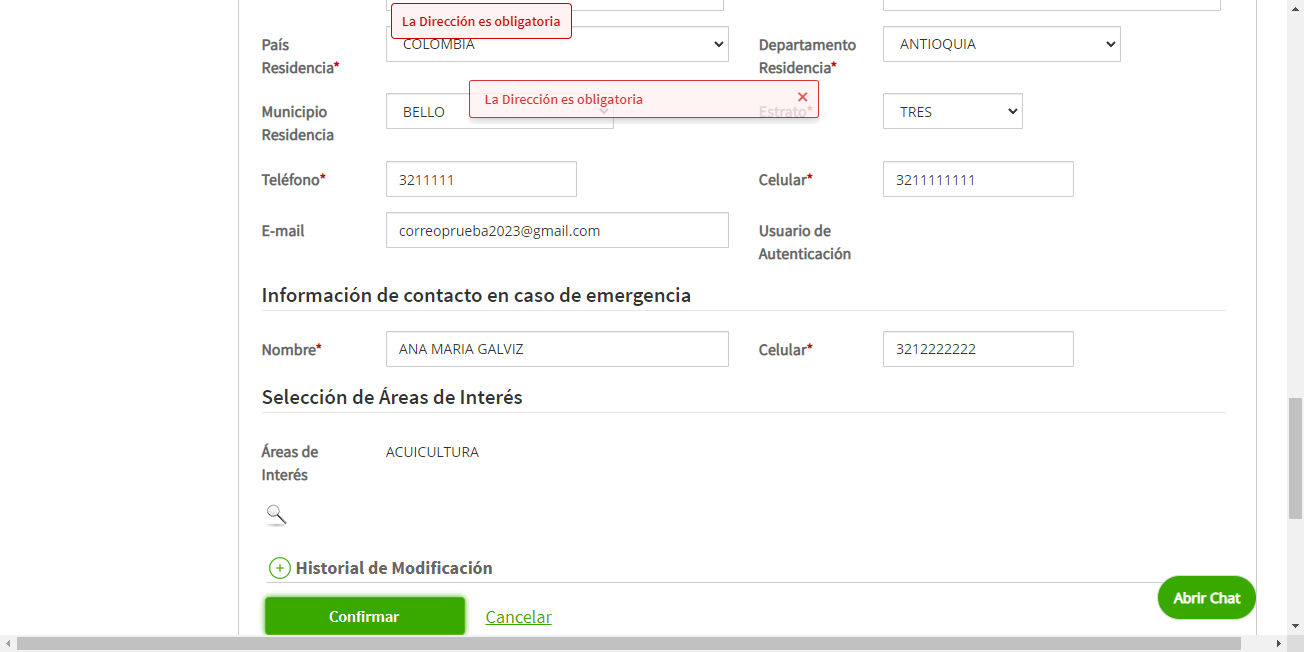 La Dirección es obligatoria
País Residencia*
COLOMBIA
Departamento Residencia*
ANTIOQUIA
La Dirección es obligatoria ×
Municipio Residencia
BELLO
Estrato*
TRES
Teléfono*
3211111
Celular*
3211111111
E-mail
correoprueba2023@gmail.com
Usuario de Autenticación
Información de contacto en caso de emergencia
Nombre*
ANA MARIA GALVIZ
Celular*
3212222222
Selección de Áreas de Interés
Áreas de Interés
ACUICULTURA
Historial de Modificación
Confirmar
Cancelar
Abrir Chat